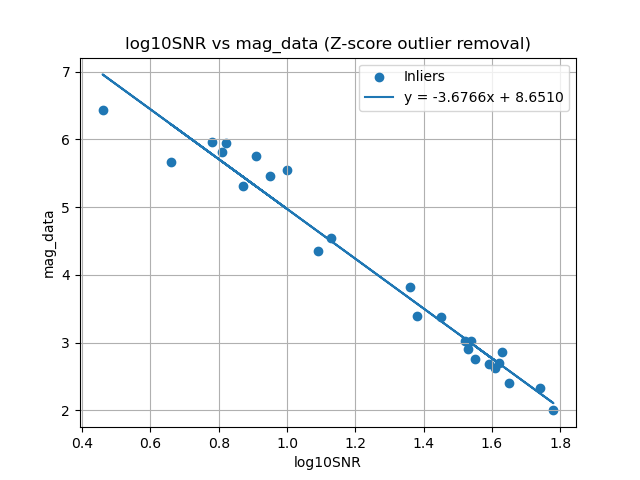 log10SNR vs mag_data (Z-score outlier removal)
Inliers
y = -3.6766x + 8.6510
7
6
5
4
3
2
mag_data
0.4 0.6 0.8 1.0 1.2 1.4 1.6 1.8
log10SNR